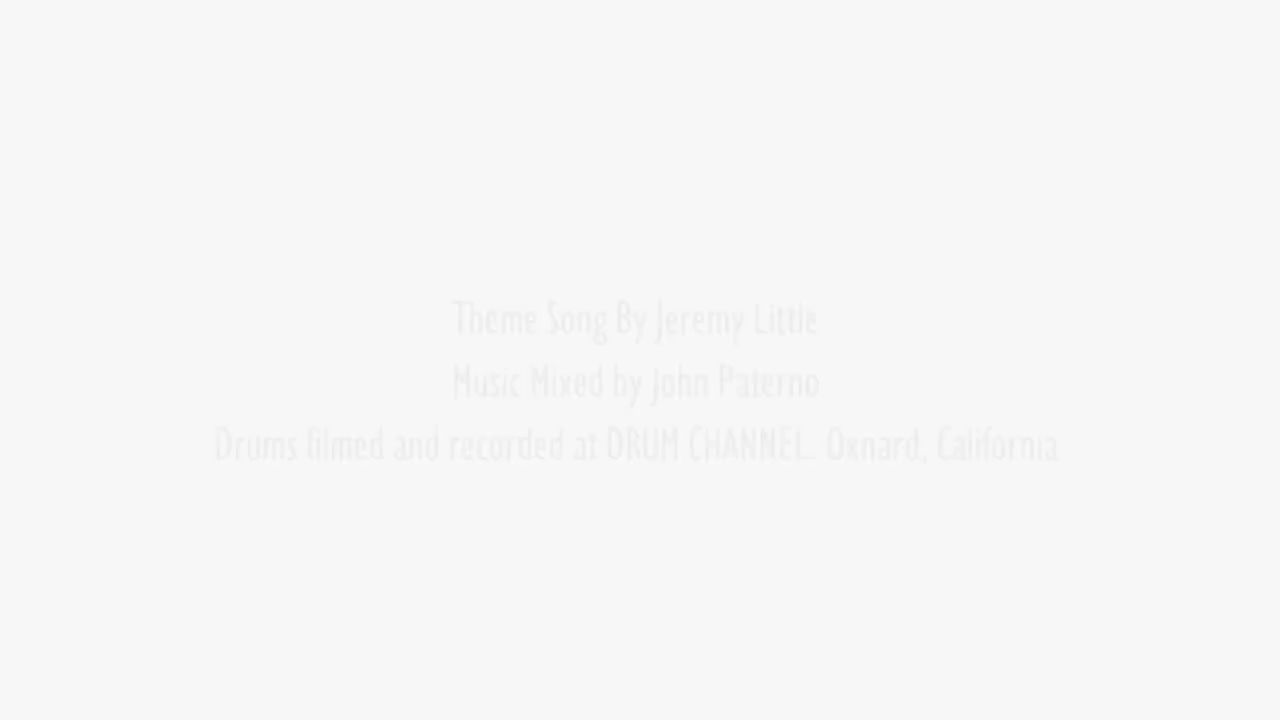 Theme Song By Jeremy Little
Music Mixed by John Paterno
Drums filmed and recorded at DRUM CHANNEL. Oxnard, California